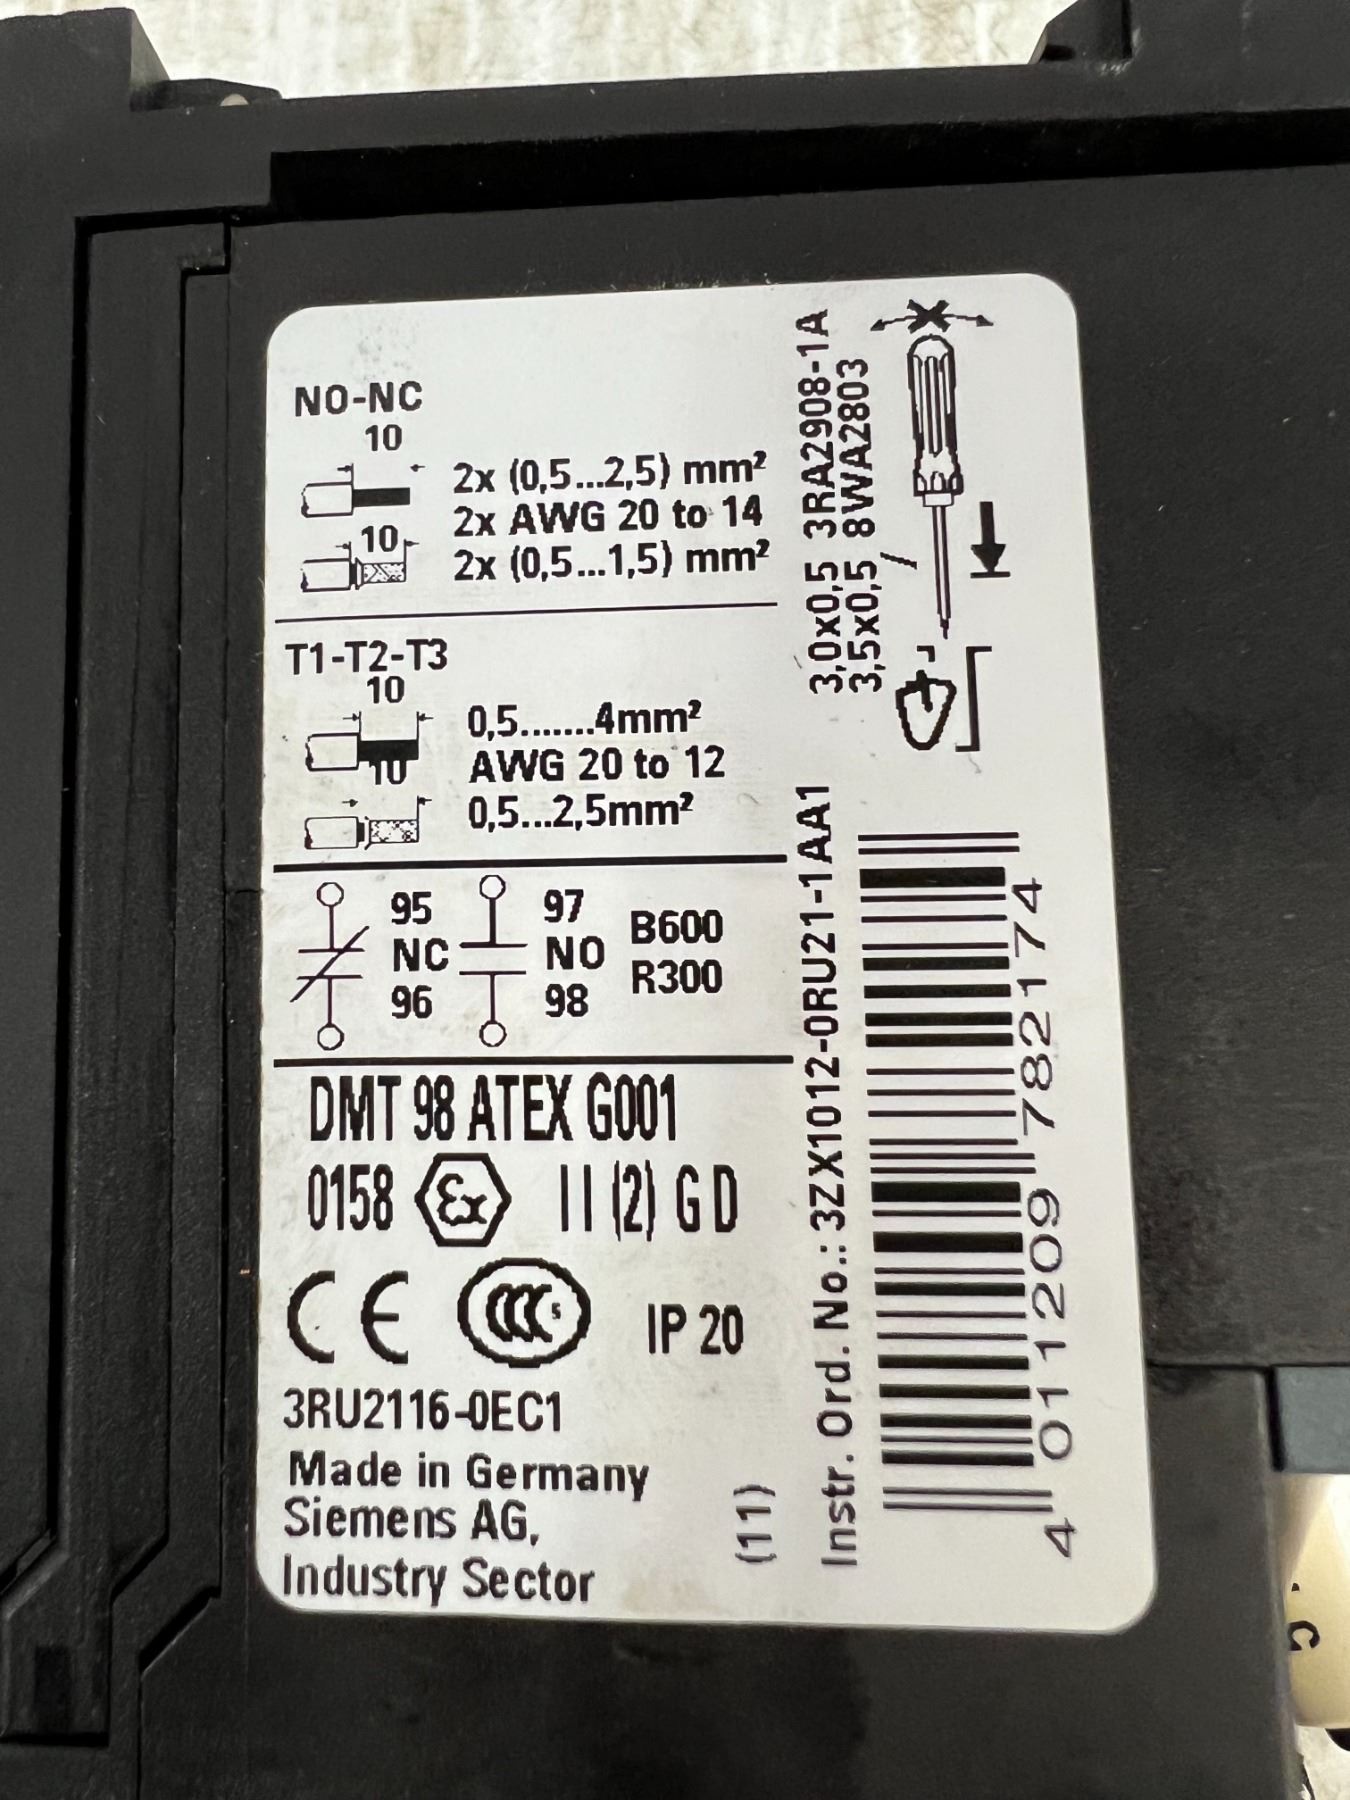 NO-NC
10
2x (0,5...2,5) mm²
2x AWG 20 to 14
10
2x (0,5...1,5) mm²
T1-T2-T3
10
0,5.......4mm²
AWG 20 to 12
10
0,5...2,5mm²
95
NC
96
97
NO
98
B600
R300
DMT 98 ATEX G001
0158 Ex II (2) G D
CE CCC S IP 20
3RU2116-0EC1
Made in Germany
Siemens AG,
Industry Sector
(11)
3,0x0,5 3RA2908-1A
3,5x0,5 8WA2803
Instr. Ord. No.: 3ZX1012-0RU21-1AA1
4 011209 782174